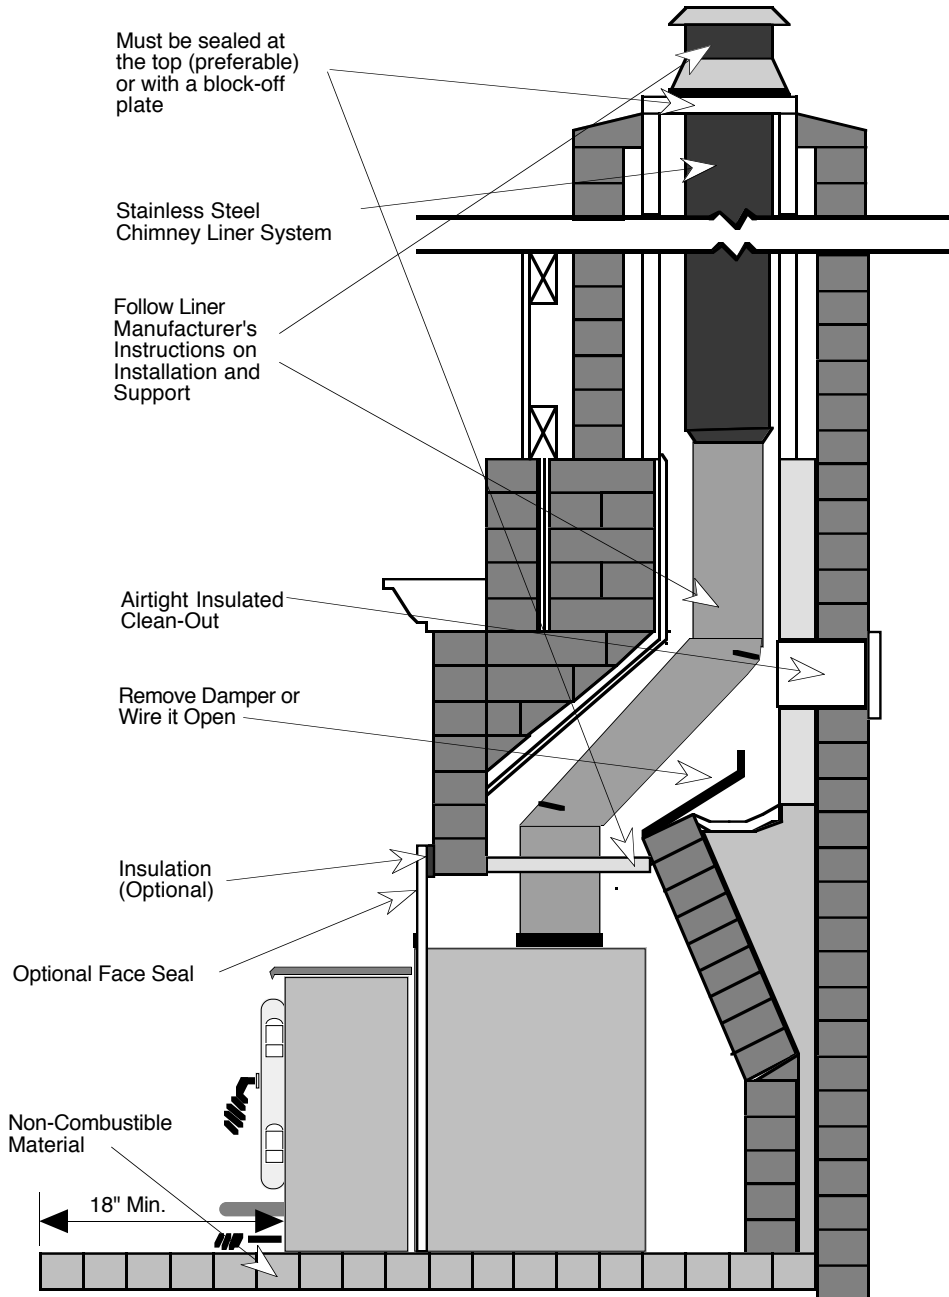 Must be sealed at
the top (preferable)
or with a block-off
plate
Stainless Steel
Chimney Liner System
Follow Liner
Manufacturer's
Instructions on
Installation and
Support
Airtight Insulated
Clean-Out
Remove Damper or
Wire it Open
Insulation
(Optional)
Optional Face Seal
Non-Combustible
Material
18" Min.